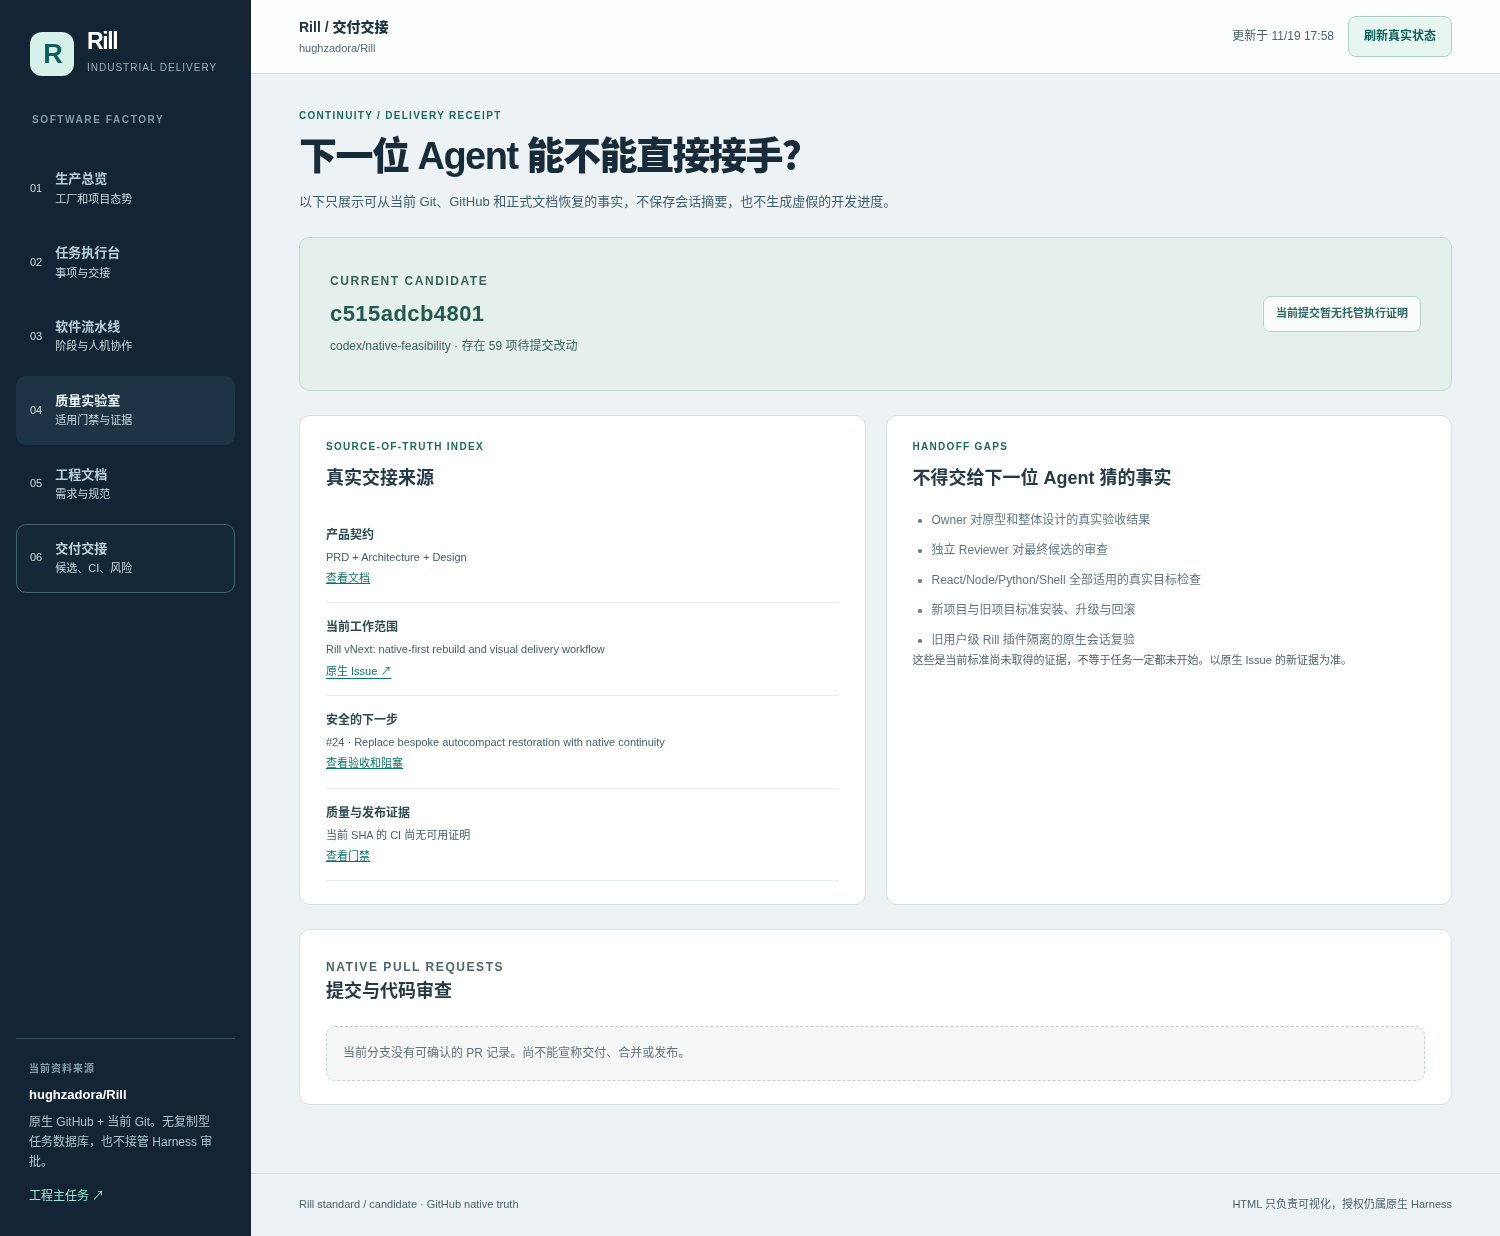 R
Rill
INDUSTRIAL DELIVERY
SOFTWARE FACTORY
01
生产总览
工厂和项目态势
02
任务执行台
事项与交接
03
软件流水线
阶段与人机协作
04
质量实验室
适用门禁与证据
05
工程文档
需求与规范
06
交付交接
候选、CI、风险
当前资料来源
hughzadora/Rill
原生 GitHub + 当前 Git。无复制型
任务数据库，也不接管 Harness 审
批。
工程主任务 ↗
Rill / 交付交接
hughzadora/Rill
更新于 11/19 17:58
刷新真实状态
CONTINUITY / DELIVERY RECEIPT
下一位 Agent 能不能直接接手？
以下只展示可从当前 Git、GitHub 和正式文档恢复的事实，不保存会话摘要，也不生成虚假的开发进度。
CURRENT CANDIDATE
c515adcb4801
codex/native-feasibility · 存在 59 项待提交改动
当前提交暂无托管执行证明
SOURCE-OF-TRUTH INDEX
真实交接来源
产品契约
PRD + Architecture + Design
查看文档
当前工作范围
Rill vNext: native-first rebuild and visual delivery workflow
原生 Issue ↗
安全的下一步
#24 · Replace bespoke autocompact restoration with native continuity
查看验收和阻塞
质量与发布证据
当前 SHA 的 CI 尚无可用证明
查看门禁
HANDOFF GAPS
不得交给下一位 Agent 猜的事实
• Owner 对原型和整体设计的真实验收结果
• 独立 Reviewer 对最终候选的审查
• React/Node/Python/Shell 全部适用的真实目标检查
• 新项目与旧项目标准安装、升级与回滚
• 旧用户级 Rill 插件隔离的原生会话复验
这些是当前标准尚未取得的证据，不等于任务一定都未开始。以原生 Issue 的新证据为准。
NATIVE PULL REQUESTS
提交与代码审查
当前分支没有可确认的 PR 记录。尚不能宣称交付、合并或发布。
Rill standard / candidate · GitHub native truth
HTML 只负责可视化，授权仍属原生 Harness